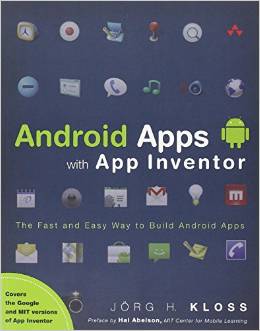 Android Apps
with App Inventor
The Fast and Easy Way to Build Android Apps
Covers
the Google
and MIT versions
of App Inventor
JÖRG H. KLOSS
Preface by Hal Abelson, MIT Center for Mobile Learning